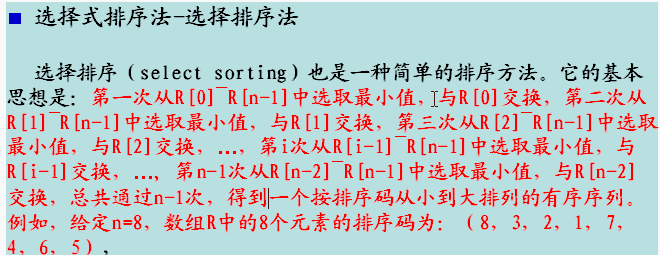 选择式排序法-选择排序法
选择排序（select sorting）也是一种简单的排序方法。它的基本
思想是：第一次从R[0]~R[n-1]中选取最小值，与R[0]交换，第二次从
R[1]~R[n-1]中选取最小值，与R[1]交换，第三次从R[2]~R[n-1]中选取
最小值，与R[2]交换，…，第i次从R[i-1]~R[n-1]中选取最小值，与
R[i-1]交换，…，第n-1次从R[n-2]~R[n-1]中选取最小值，与R[n-2]
交换，总共通过n-1次，得到一个按排序码从小到大排列的有序序列。
例如，给定n=8，数组R中的8个元素的排序码为：（8，3，2，1，7，
4，6，5），